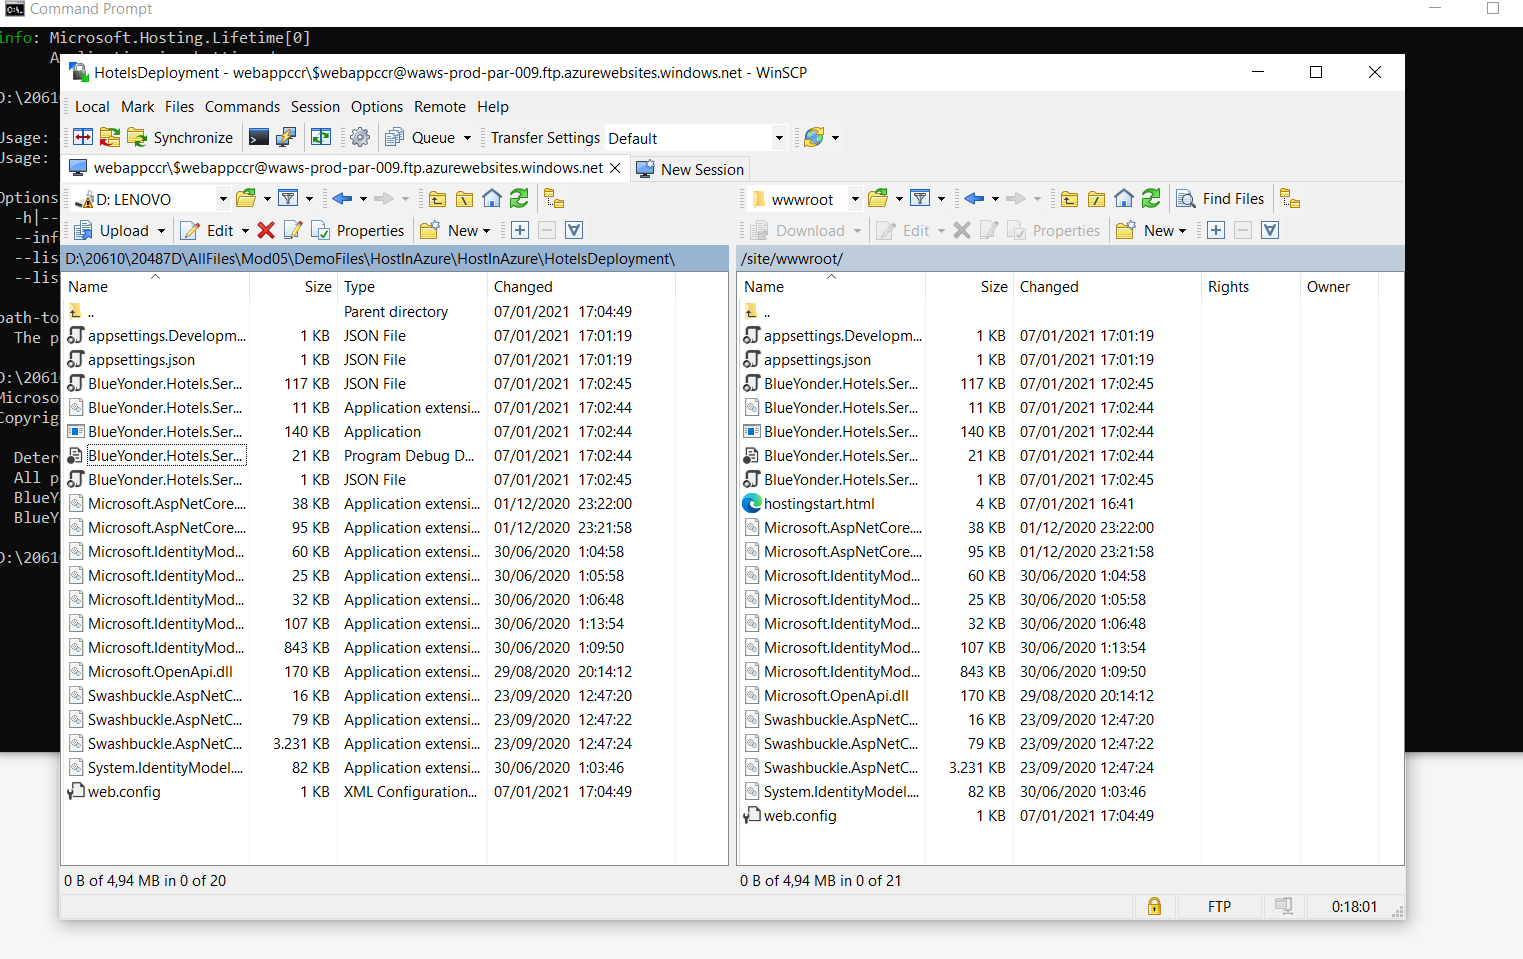 Command Prompt
info: Microsoft.Hosting.Lifetime[0]
HotelsDeployment - webappccr\$webappccr@waws-prod-par-009.ftp.azurewebsites.windows.net - WinSCP
D:\2061
Local Mark Files Commands Session Options Remote Help
Usage: Synchronize Queue Transfer Settings Default
Usage: webappccr\$webappccr@waws-prod-par-009.ftp.azurewebsites.windows.net New Session
Options D: LENOVO wwwroot Find Files
-h|-- Upload Edit Properties New Download Edit Properties New
--inf
--lis
--lis
path-to
The p
D:\2061
Microso
Copyrig
Deter
All p
BlueY
BlueY
D:\2061
D:\20610\20487D\AllFiles\Mod05\DemoFiles\HostInAzure\HostInAzure\HotelsDeployment\ /site/wwwroot/
Name Size Type Changed Name Size Changed Rights Owner
.. Parent directory 07/01/2021 17:04:49 ..
appsettings.Developm... 1 KB JSON File 07/01/2021 17:01:19 appsettings.Developm... 1 KB 07/01/2021 17:01:19
appsettings.json 1 KB JSON File 07/01/2021 17:01:19 appsettings.json 1 KB 07/01/2021 17:01:19
BlueYonder.Hotels.Ser... 117 KB JSON File 07/01/2021 17:02:45 BlueYonder.Hotels.Ser... 117 KB 07/01/2021 17:02:45
BlueYonder.Hotels.Ser... 11 KB Application extensi... 07/01/2021 17:02:44 BlueYonder.Hotels.Ser... 11 KB 07/01/2021 17:02:44
BlueYonder.Hotels.Ser... 140 KB Application 07/01/2021 17:02:44 BlueYonder.Hotels.Ser... 140 KB 07/01/2021 17:02:44
BlueYonder.Hotels.Ser... 21 KB Program Debug D... 07/01/2021 17:02:44 BlueYonder.Hotels.Ser... 21 KB 07/01/2021 17:02:44
BlueYonder.Hotels.Ser... 1 KB JSON File 07/01/2021 17:02:45 BlueYonder.Hotels.Ser... 1 KB 07/01/2021 17:02:45
Microsoft.AspNetCore.... 38 KB Application extensi... 01/12/2020 23:22:00 hostingstart.html 4 KB 07/01/2021 16:41
Microsoft.AspNetCore.... 95 KB Application extensi... 01/12/2020 23:21:58 Microsoft.AspNetCore.... 38 KB 01/12/2020 23:22:00
Microsoft.IdentityMod... 60 KB Application extensi... 30/06/2020 1:04:58 Microsoft.AspNetCore.... 95 KB 01/12/2020 23:21:58
Microsoft.IdentityMod... 25 KB Application extensi... 30/06/2020 1:05:58 Microsoft.IdentityMod... 60 KB 30/06/2020 1:04:58
Microsoft.IdentityMod... 32 KB Application extensi... 30/06/2020 1:06:48 Microsoft.IdentityMod... 25 KB 30/06/2020 1:05:58
Microsoft.IdentityMod... 107 KB Application extensi... 30/06/2020 1:13:54 Microsoft.IdentityMod... 32 KB 30/06/2020 1:06:48
Microsoft.IdentityMod... 843 KB Application extensi... 30/06/2020 1:09:50 Microsoft.IdentityMod... 107 KB 30/06/2020 1:13:54
Microsoft.OpenApi.dll 170 KB Application extensi... 29/08/2020 20:14:12 Microsoft.IdentityMod... 843 KB 30/06/2020 1:09:50
Swashbuckle.AspNetC... 16 KB Application extensi... 23/09/2020 12:47:20 Microsoft.OpenApi.dll 170 KB 29/08/2020 20:14:12
Swashbuckle.AspNetC... 79 KB Application extensi... 23/09/2020 12:47:22 Swashbuckle.AspNetC... 16 KB 23/09/2020 12:47:20
Swashbuckle.AspNetC... 3.231 KB Application extensi... 23/09/2020 12:47:24 Swashbuckle.AspNetC... 79 KB 23/09/2020 12:47:22
System.IdentityModel.... 82 KB Application extensi... 30/06/2020 1:03:46 Swashbuckle.AspNetC... 3.231 KB 23/09/2020 12:47:24
web.config 1 KB XML Configuration... 07/01/2021 17:04:49 System.IdentityModel.... 82 KB 30/06/2020 1:03:46
web.config 1 KB 07/01/2021 17:04:49
0 B of 4,94 MB in 0 of 20 0 B of 4,94 MB in 0 of 21
FTP 0:18:01